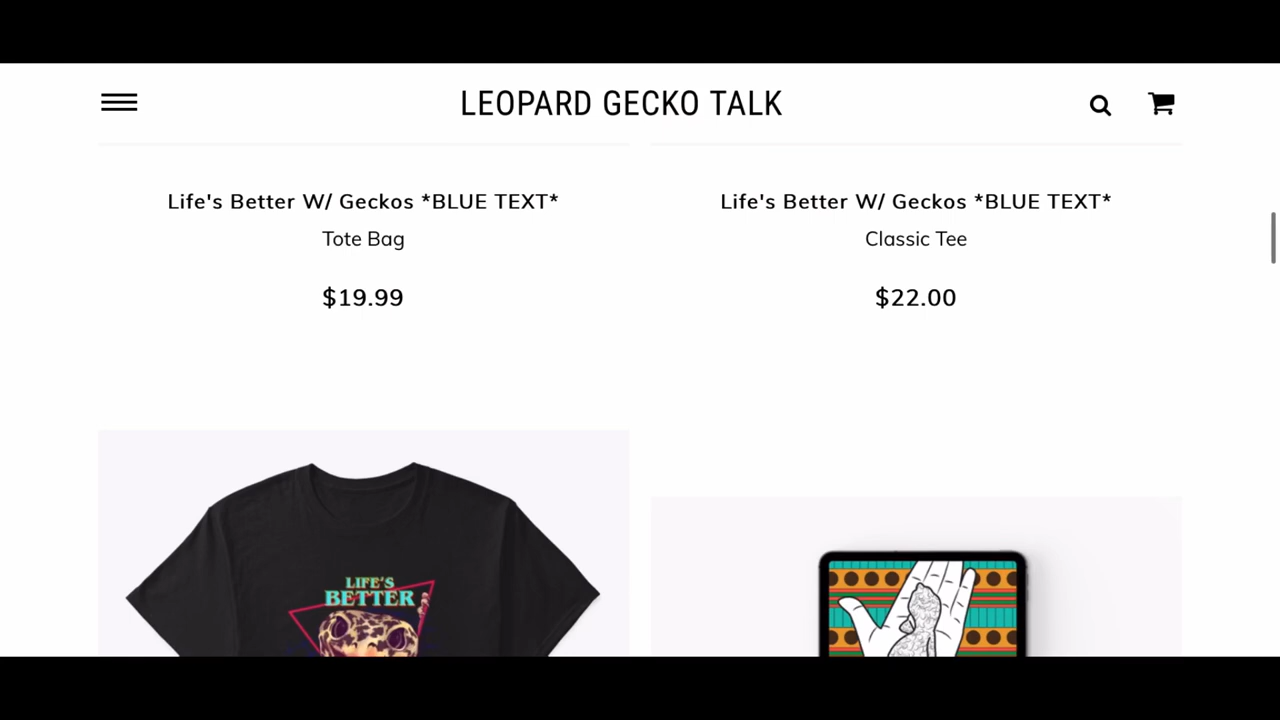 LEOPARD GECKO TALK
Life's Better W/ Geckos *BLUE TEXT*
Tote Bag
$19.99
Life's Better W/ Geckos *BLUE TEXT*
Classic Tee
$22.00
LIFE'S
BETTER